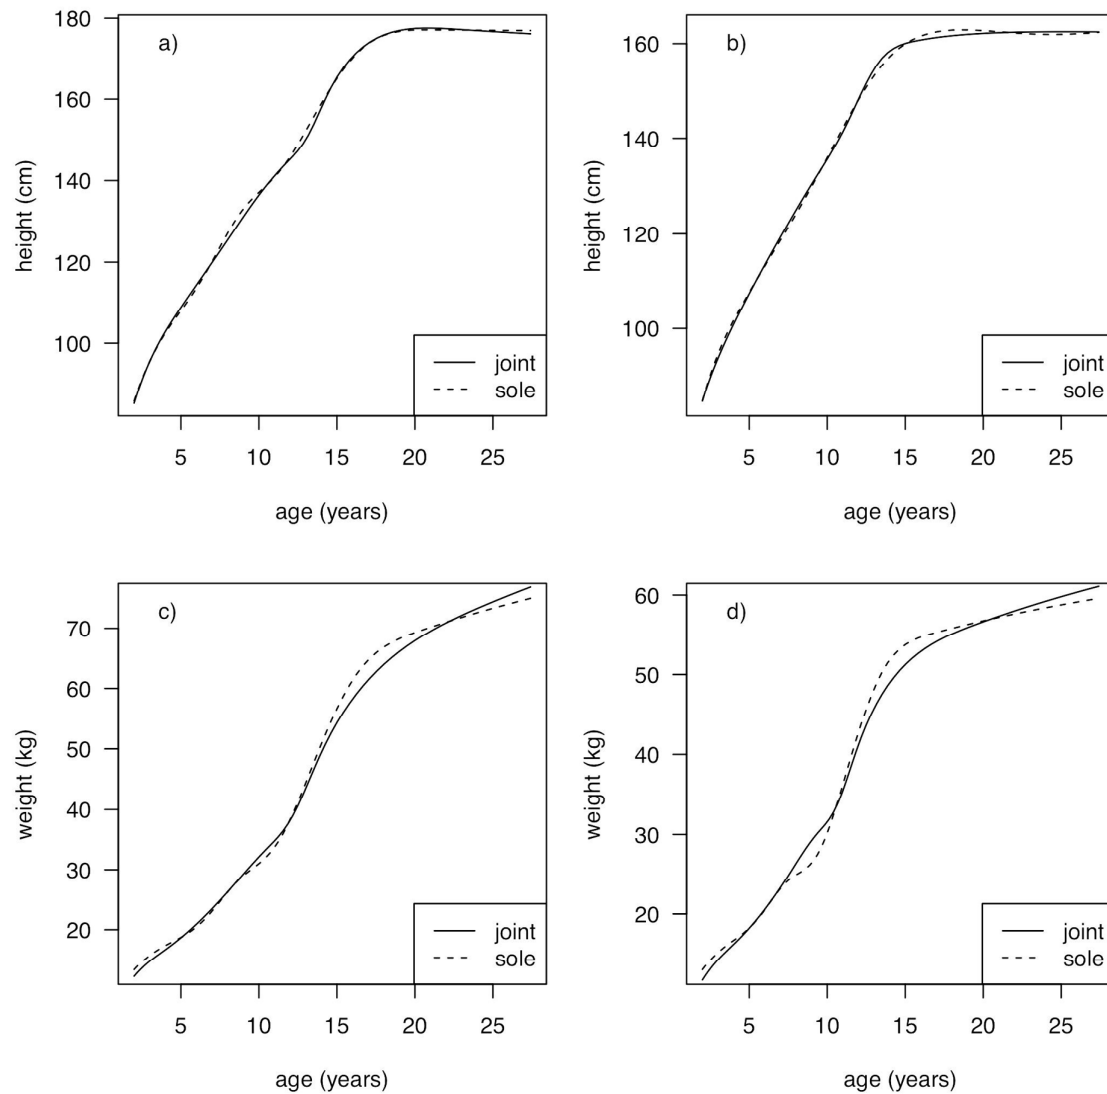 a)
180
160
140
120
100
height (cm)
joint
sole
5 10 15 20 25
age (years)
b)
160
140
120
100
height (cm)
joint
sole
5 10 15 20 25
age (years)
c)
70
60
50
40
30
20
weight (kg)
joint
sole
5 10 15 20 25
age (years)
d)
60
50
40
30
20
weight (kg)
joint
sole
5 10 15 20 25
age (years)